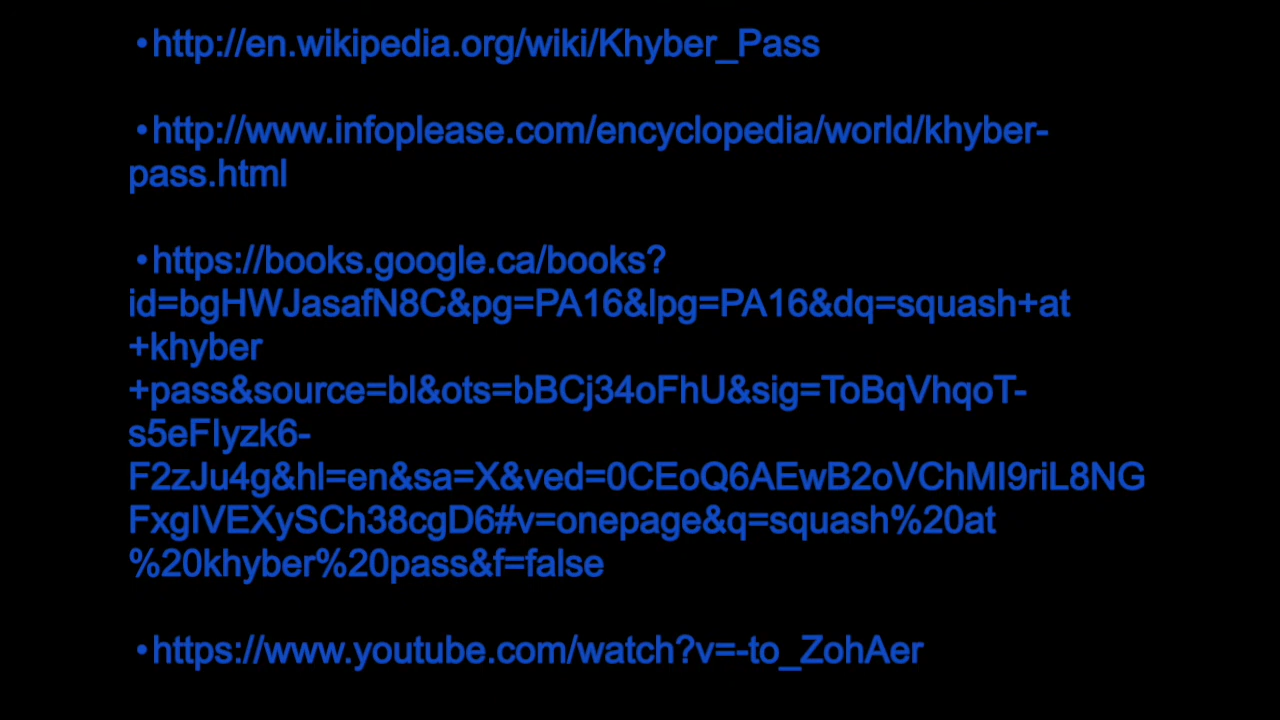 •http://en.wikipedia.org/wiki/Khyber_Pass
•http://www.infoplease.com/encyclopedia/world/khyber-
pass.html
•https://books.google.ca/books?
id=bgHWJasafN8C&pg=PA16&lpg=PA16&dq=squash+at
+khyber
+pass&source=bl&ots=bBCj34oFhU&sig=ToBqVhqoT-
s5eFIyzk6-
F2zJu4g&hl=en&sa=X&ved=0CEoQ6AEwB2oVChMI9riL8NG
FxgIVEXySCh38cgD6#v=onepage&q=squash%20at
%20khyber%20pass&f=false
•https://www.youtube.com/watch?v=-to_ZohAer